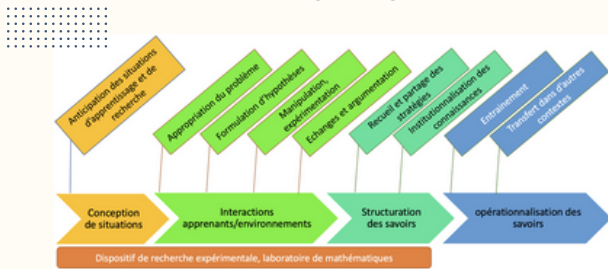 Anticipation des situations
d'apprentissage et de
recherche
Appropriation du problème
Formulation d'hypothèses
Manipulation,
expérimentation
Echanges et argumentation
Recueil et partage des
stratégies
Institutionnalisation des
connaissances
Entrainement
Transfert dans d'autres
contextes
Conception
de situations
Interactions
apprenants/environnements
Structuration
des savoirs
opérationnalisation des
savoirs
Dispositif de recherche expérimentale, laboratoire de mathématiques